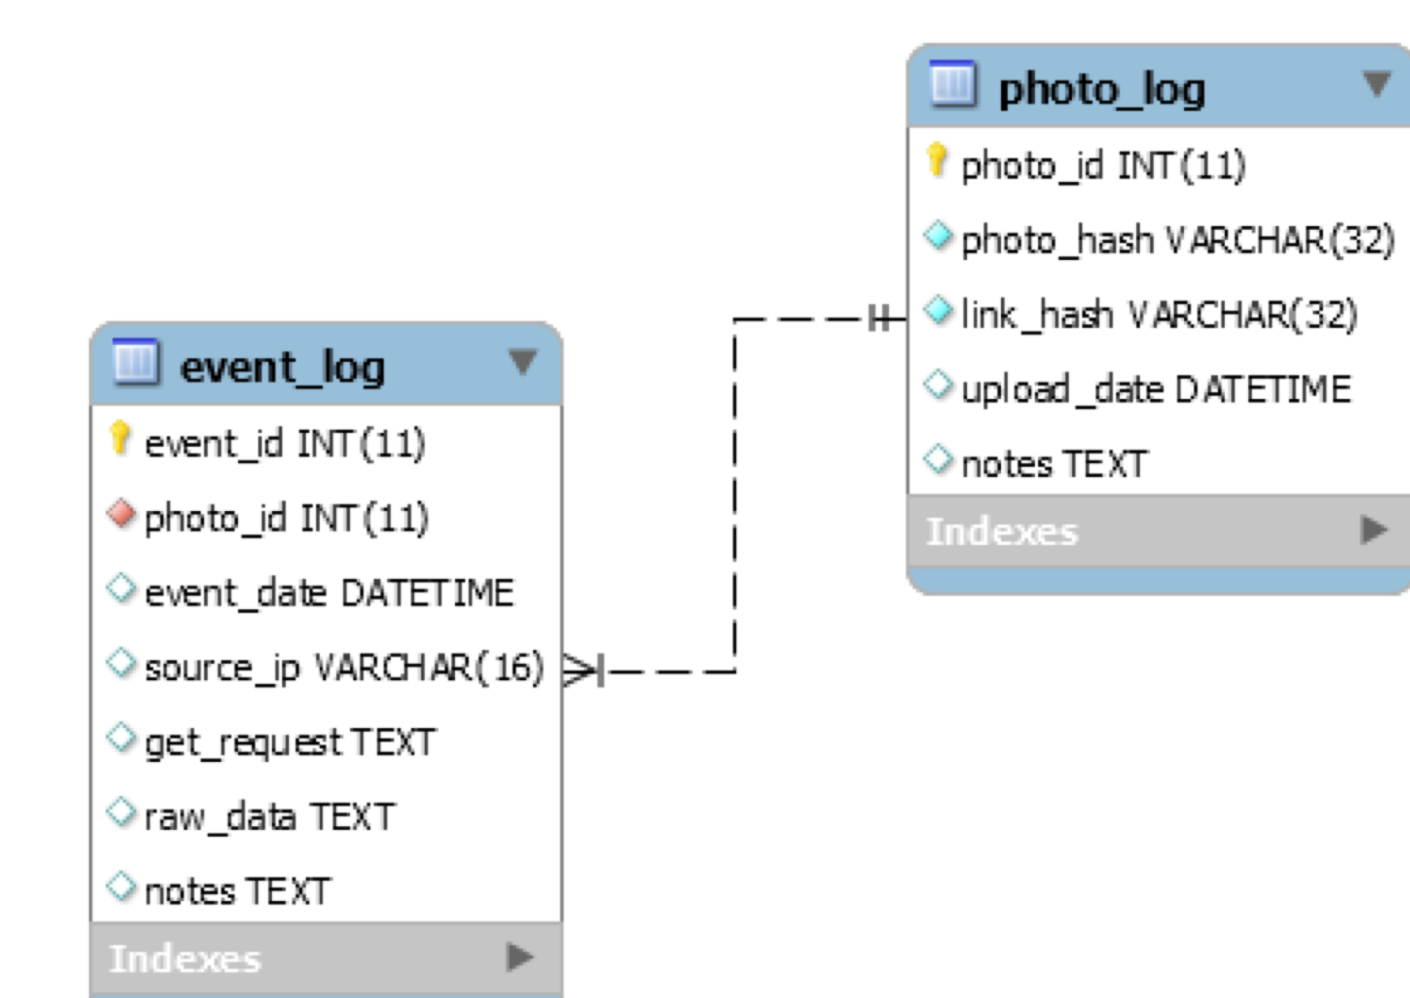 photo_log
photo_id INT(11)
photo_hash VARCHAR(32)
link_hash VARCHAR(32)
upload_date DATETIME
notes TEXT
Indexes
event_log
event_id INT(11)
photo_id INT(11)
event_date DATETIME
source_ip VARCHAR(16)
get_request TEXT
raw_data TEXT
notes TEXT
Indexes